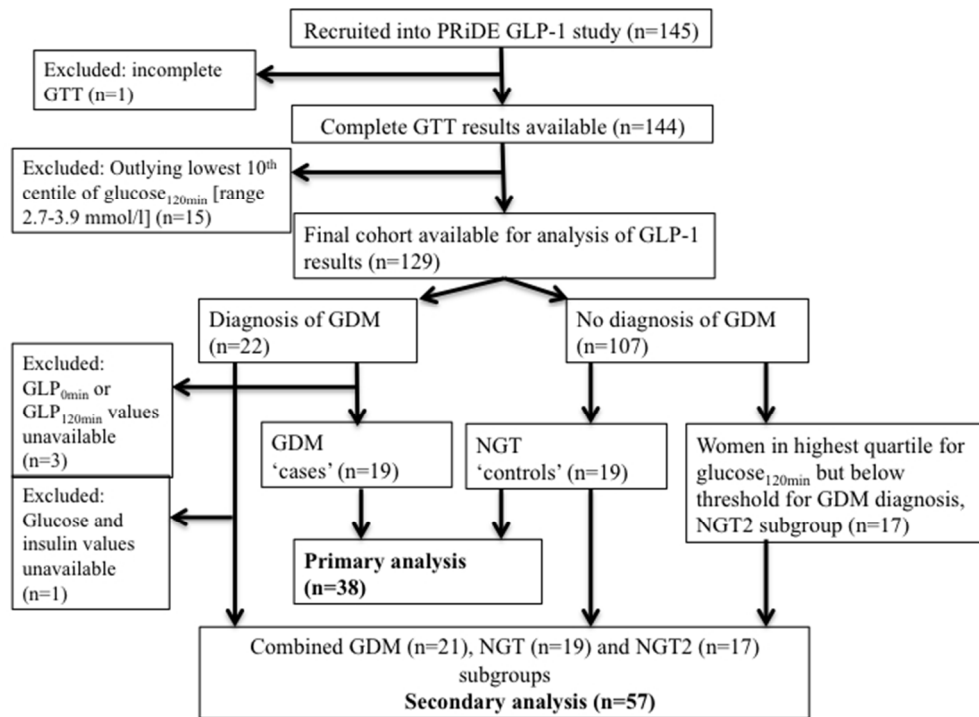 Recruited into PRiDE GLP-1 study (n=145)
Excluded: incomplete
GTT (n=1)
Complete GTT results available (n=144)
Excluded: Outlying lowest 10th
centile of glucose120min [range
2.7-3.9 mmol/l] (n=15)
Final cohort available for analysis of GLP-1
results (n=129)
Diagnosis of GDM
(n=22)
No diagnosis of GDM
(n=107)
Excluded:
GLP0min or
GLP120min values
unavailable
(n=3)
GDM
‘cases’ (n=19)
NGT
‘controls’ (n=19)
Women in highest quartile for
glucose120min but below
threshold for GDM diagnosis,
NGT2 subgroup (n=17)
Excluded:
Glucose and
insulin values
unavailable
(n=1)
Primary analysis
(n=38)
Combined GDM (n=21), NGT (n=19) and NGT2 (n=17)
subgroups
Secondary analysis (n=57)